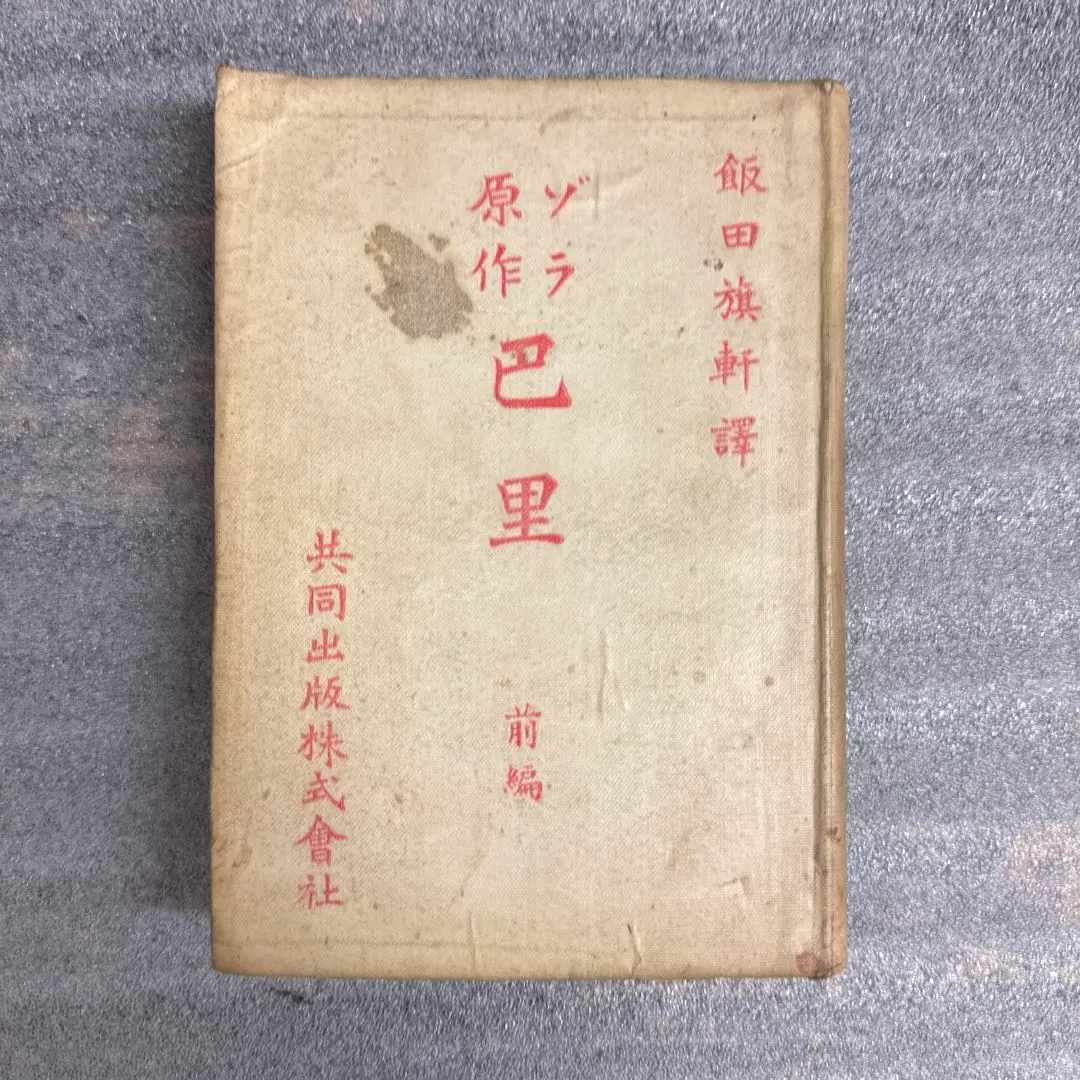 飯田旗軒譯
ゾラ
原作
巴里
前編
共同出版株式會社